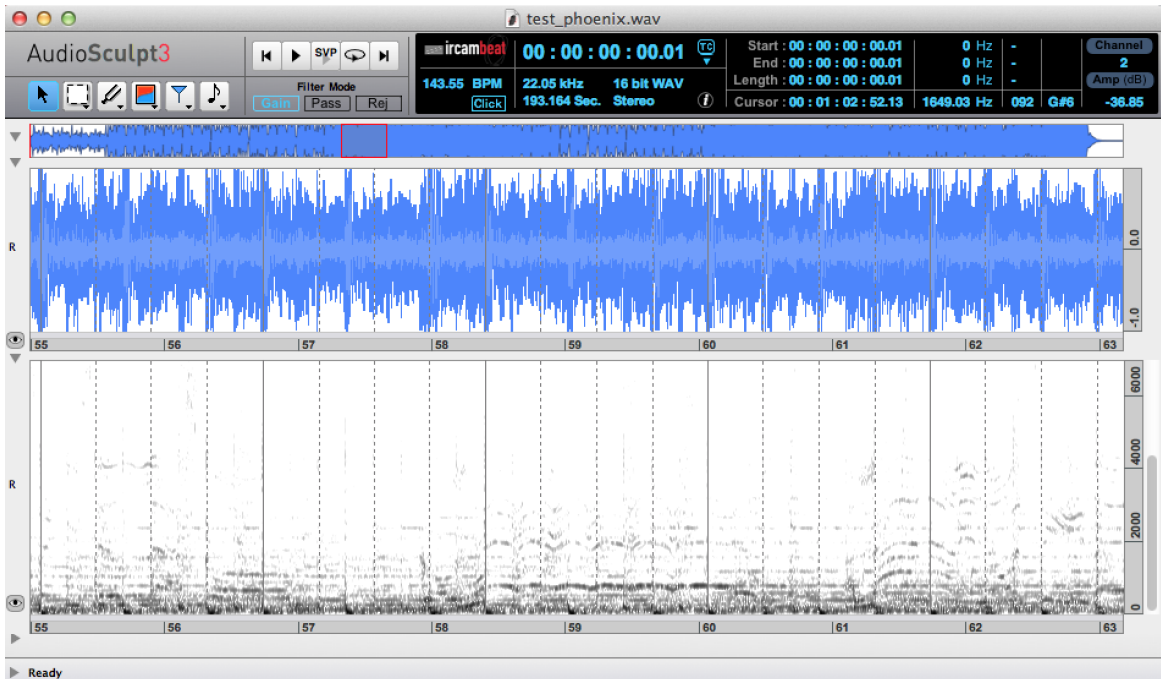 test_phoenix.wav
AudioSculpt3
SVP
Filter Mode
Gain Pass Rej
ircambeat
143.55 BPM
Click
00 : 00 : 00 : 00.01 TC
22.05 kHz 16 bit WAV
193.164 Sec. Stereo i
Start : 00 : 00 : 00 : 00.01 0 Hz -
End : 00 : 00 : 00 : 00.01 0 Hz -
Length : 00 : 00 : 00 : 00.01 0 Hz -
Cursor : 00 : 01 : 02 : 52.13 1649.03 Hz 092 G#6
Channel
2
Amp (dB)
-36.85
R
0.0
-1.0
55 56 57 58 59 60 61 62 63
R
6000
4000
2000
0
55 56 57 58 59 60 61 62 63
Ready